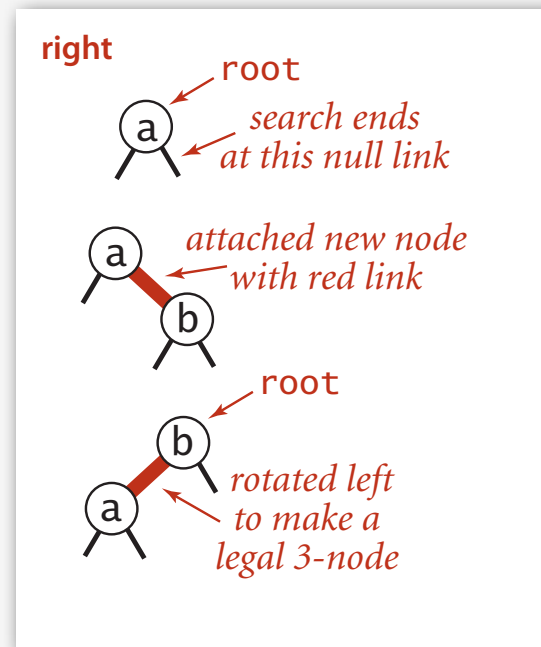 right
root
a
search ends
at this null link
a
attached new node
with red link
b
root
b
a
rotated left
to make a
legal 3-node